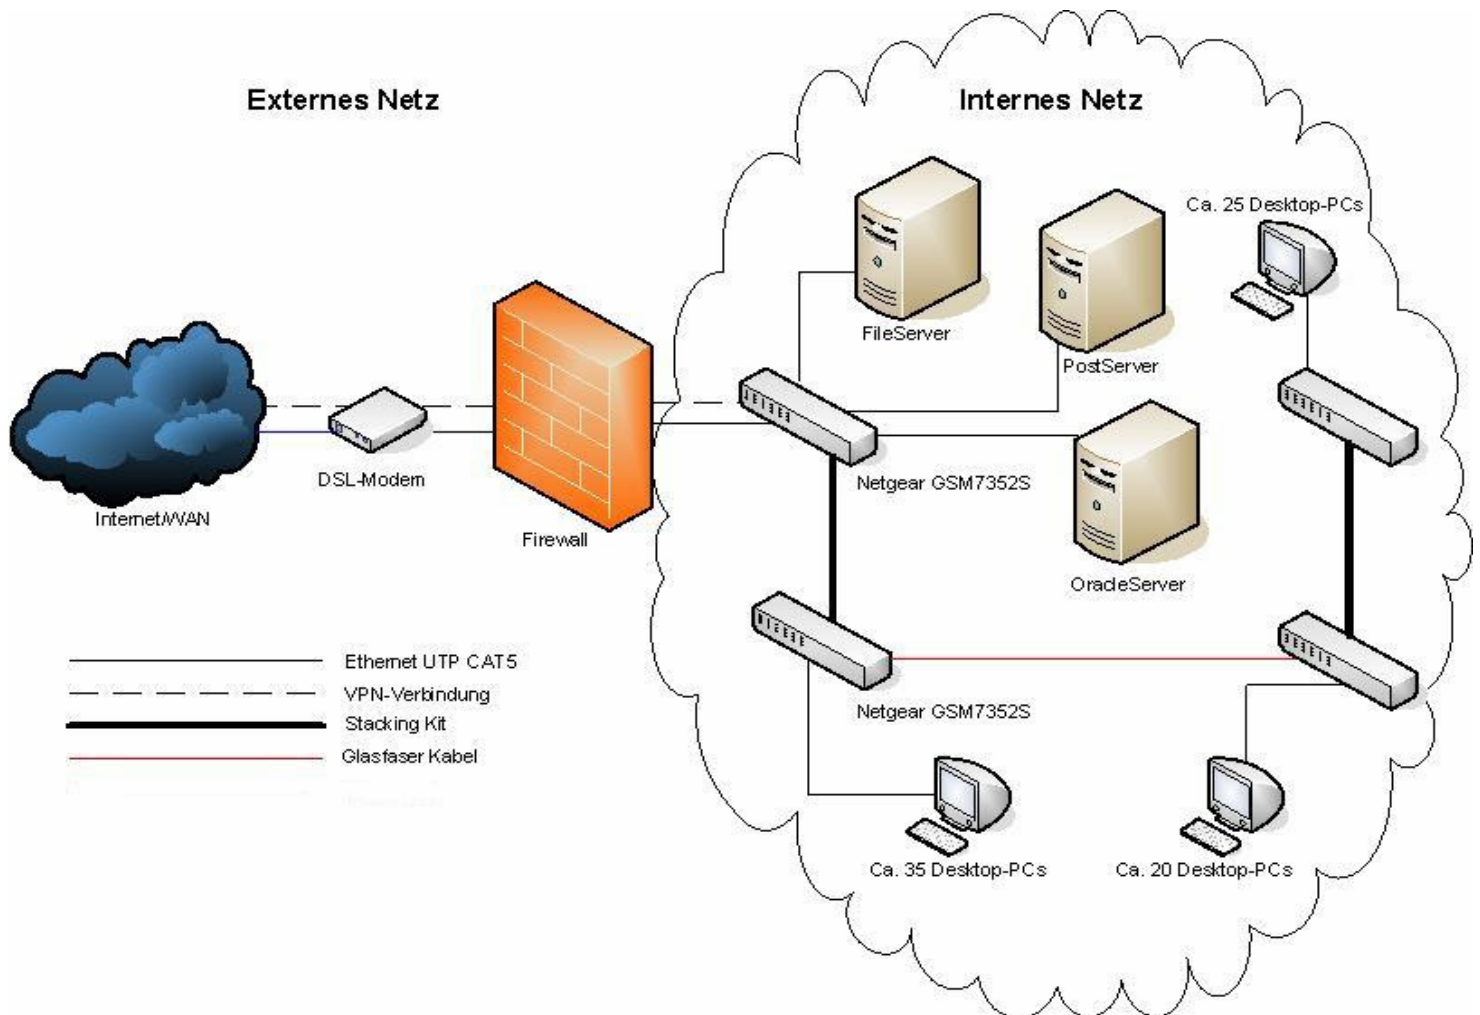 Externes Netz
Internes Netz
Ca. 25 Desktop-PCs
FileServer
PostServer
DSL-Modem
Netgear GSM7352S
Internet/WAN
Firewall
OracleServer
Ethernet UTP CAT5
VPN-Verbindung
Stacking Kit
Glasfaser Kabel
Netgear GSM7352S
Ca. 35 Desktop-PCs
Ca. 20 Desktop-PCs